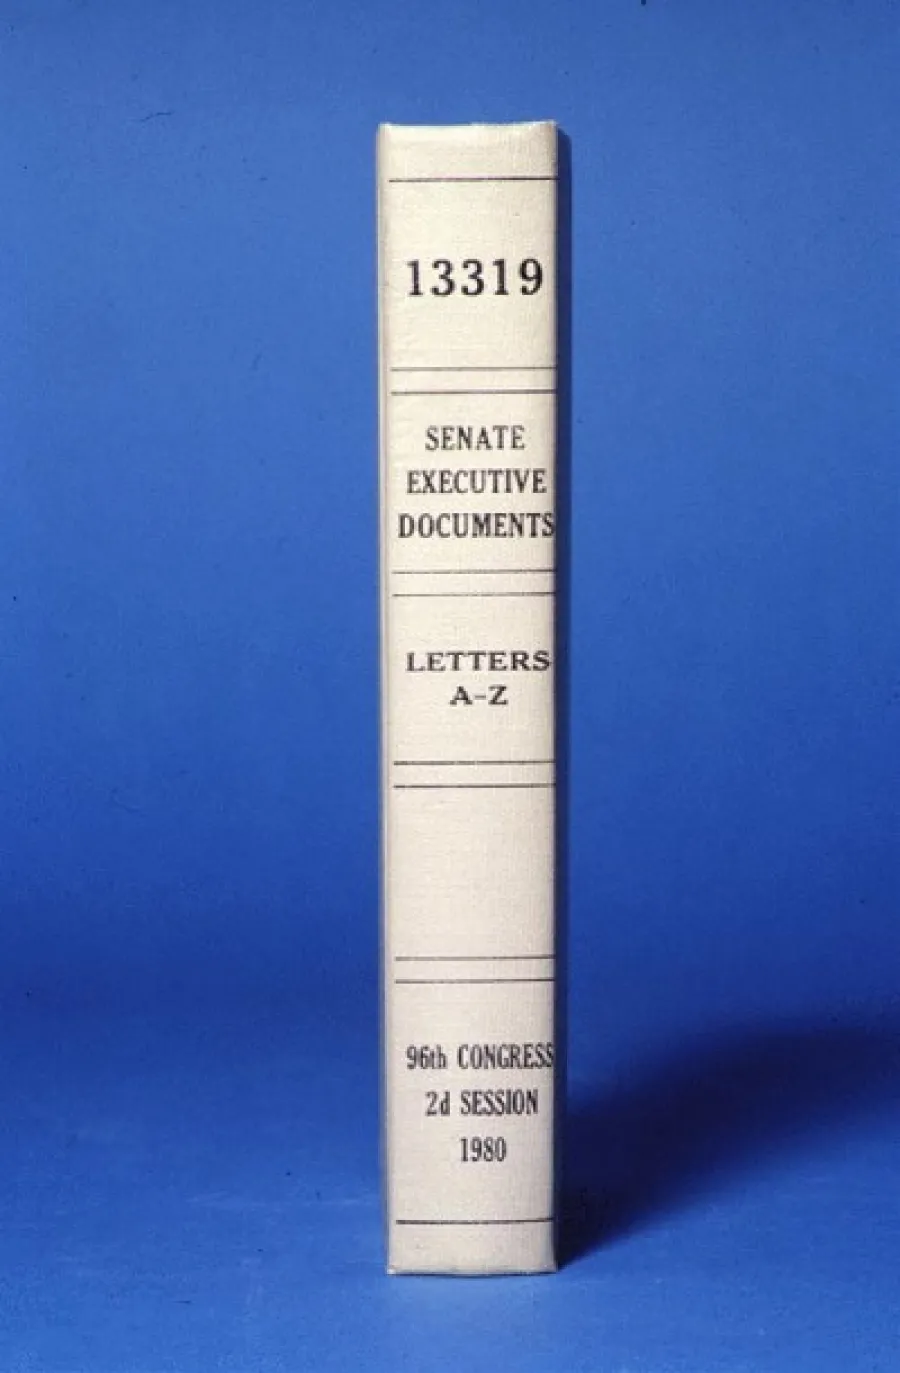 13319
SENATE
EXECUTIVE
DOCUMENTS
LETTERS
A-Z
96th CONGRESS
2d SESSION
1980